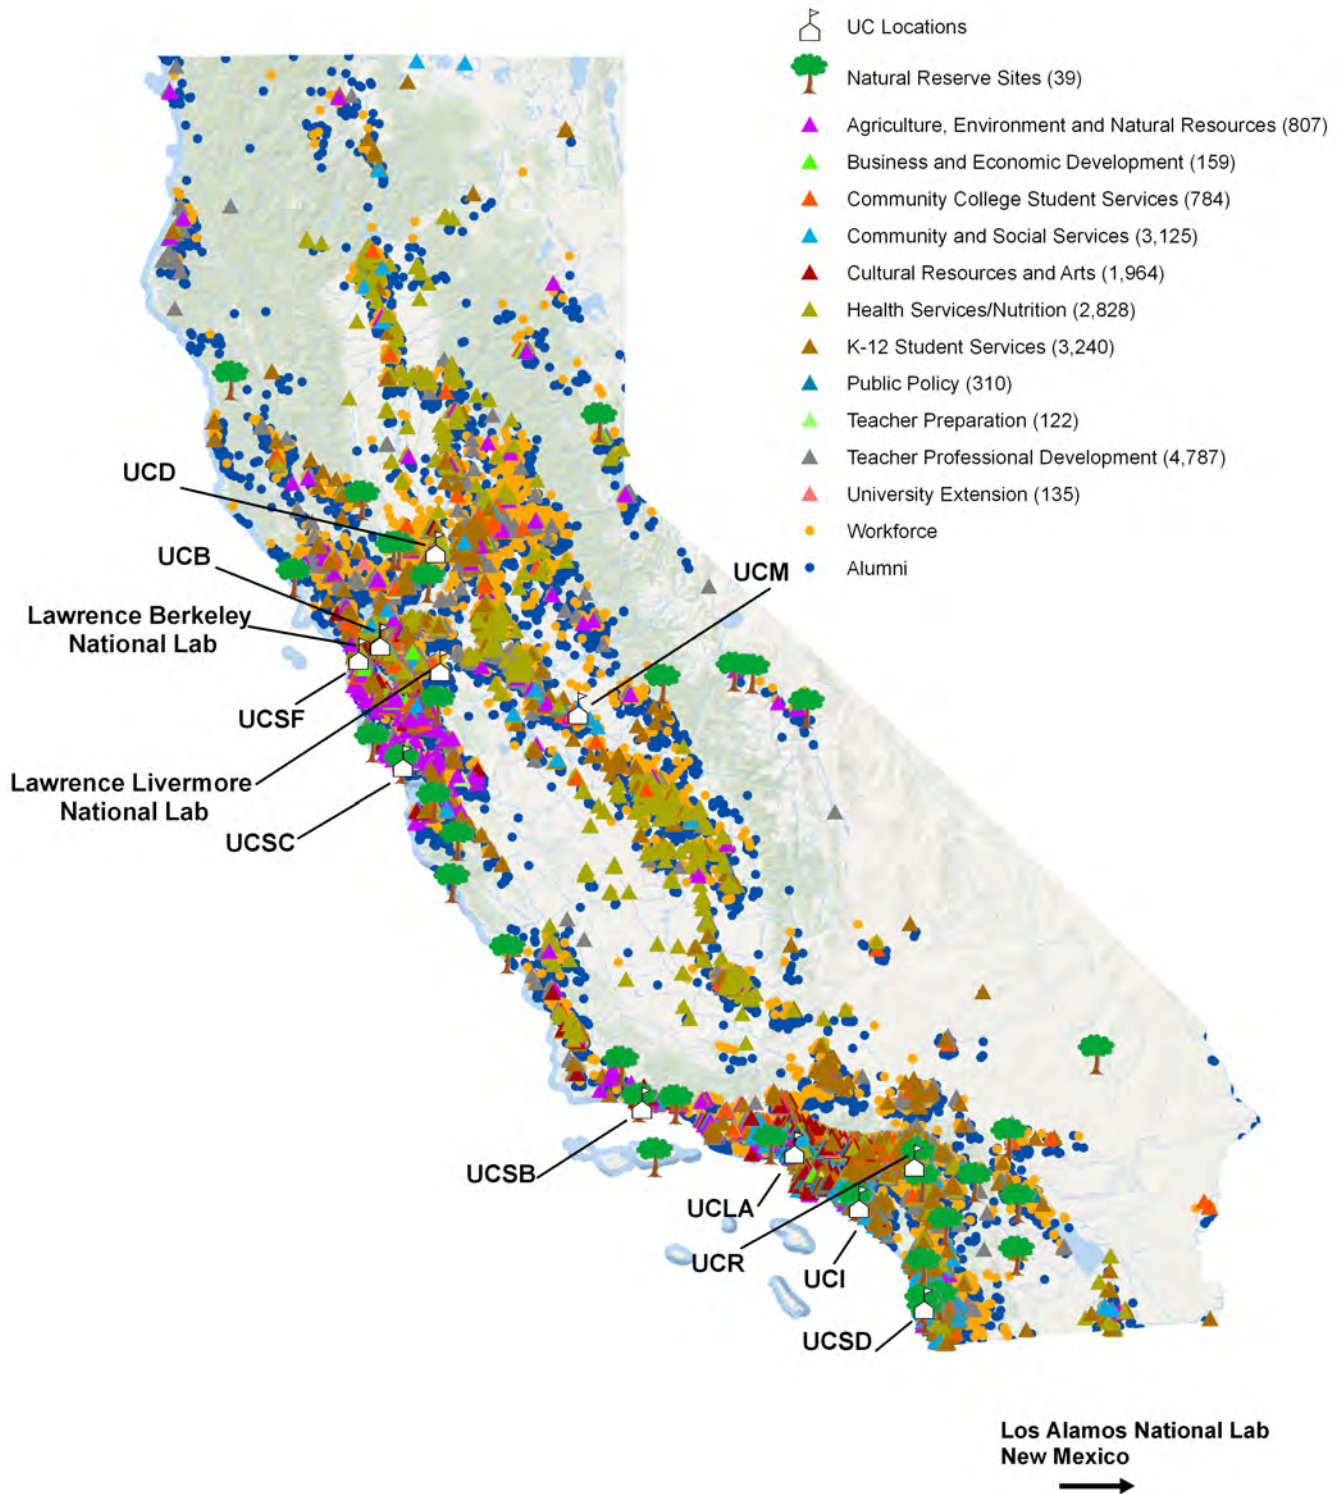 UC Locations
Natural Reserve Sites (39)
Agriculture, Environment and Natural Resources (807)
Business and Economic Development (159)
Community College Student Services (784)
Community and Social Services (3,125)
Cultural Resources and Arts (1,964)
Health Services/Nutrition (2,828)
K-12 Student Services (3,240)
Public Policy (310)
Teacher Preparation (122)
Teacher Professional Development (4,787)
University Extension (135)
Workforce
Alumni
UCD
UCB
UCM
Lawrence Berkeley
National Lab
UCSF
Lawrence Livermore
National Lab
UCSC
UCSB
UCLA
UCR
UCI
UCSD
Los Alamos National Lab
New Mexico